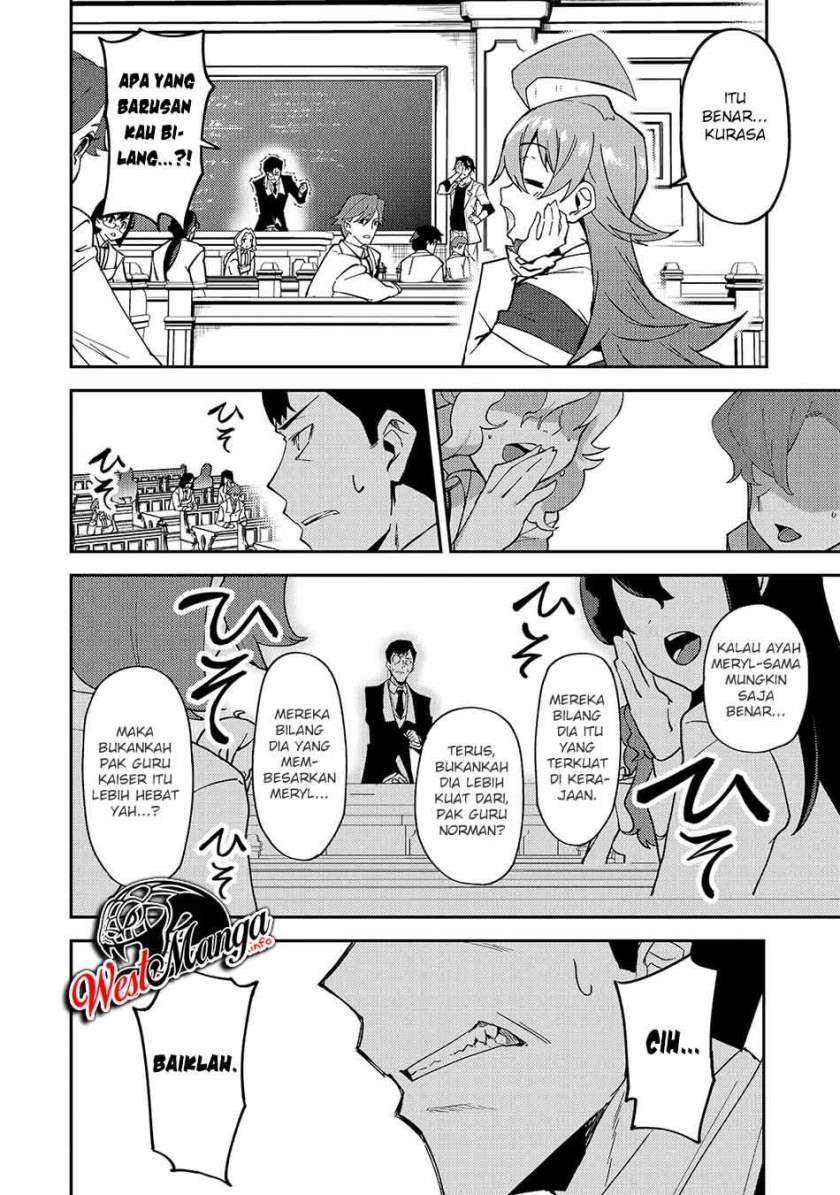 ITU
BENAR...
KURASA
APA YANG
BARUSAN
KAU BI-
LANG...?!
ひそ
ひそ
ひそ
ひそ
ひそ
ひそ
KALAU AYAH
MERYL-SAMA
MUNGKIN
SAJA
BENAR...
MEREKA
BILANG
DIA ITU
YANG
TERKUAT
DI KERA-
JAAN.
TERUS,
BUKANKAH
DIA LEBIH
KUAT DARI,
PAK GURU
NORMAN?
MEREKA
BILANG
DIA YANG
MEM-
BESARKAN
MERYL...
MAKA
BUKANKAH
PAK GURU
KAISER ITU
LEBIH HEBAT
YAH...?
WestManga
.info
CIH...
BAIKLAH.